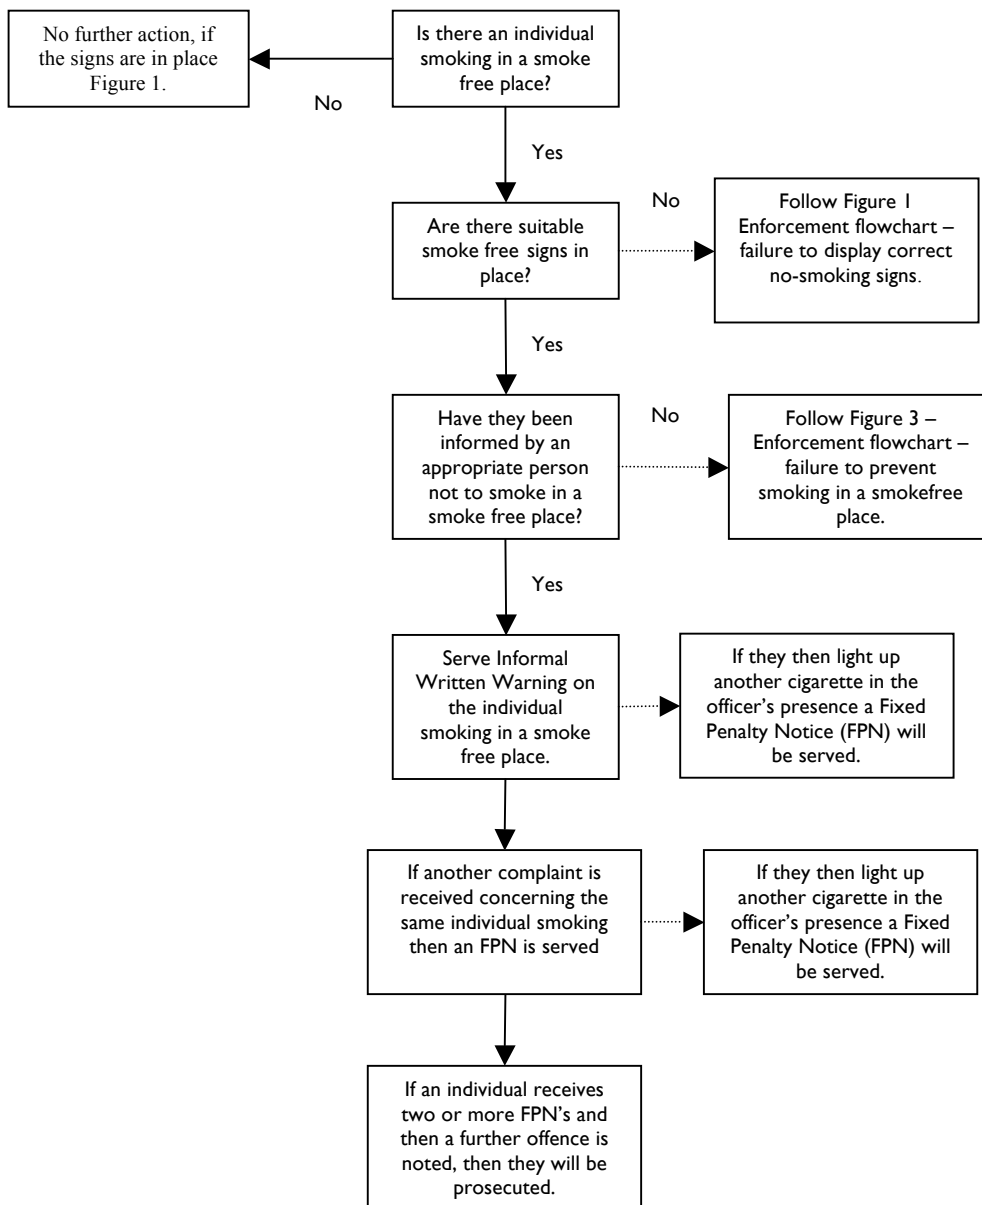 No further action, if
the signs are in place
Figure 1.
Is there an individual
smoking in a smoke
free place?
No
Yes
Are there suitable
smoke free signs in
place?
No
Follow Figure 1
Enforcement flowchart –
failure to display correct
no-smoking signs.
Yes
Have they been
informed by an
appropriate person
not to smoke in a
smoke free place?
No
Follow Figure 3 –
Enforcement flowchart –
failure to prevent
smoking in a smokefree
place.
Yes
Serve Informal
Written Warning on
the individual
smoking in a smoke
free place.
If they then light up
another cigarette in the
officer's presence a Fixed
Penalty Notice (FPN) will
be served.
If another complaint is
received concerning the
same individual smoking
then an FPN is served
If they then light up
another cigarette in the
officer's presence a Fixed
Penalty Notice (FPN) will
be served.
If an individual receives
two or more FPN's and
then a further offence is
noted, then they will be
prosecuted.